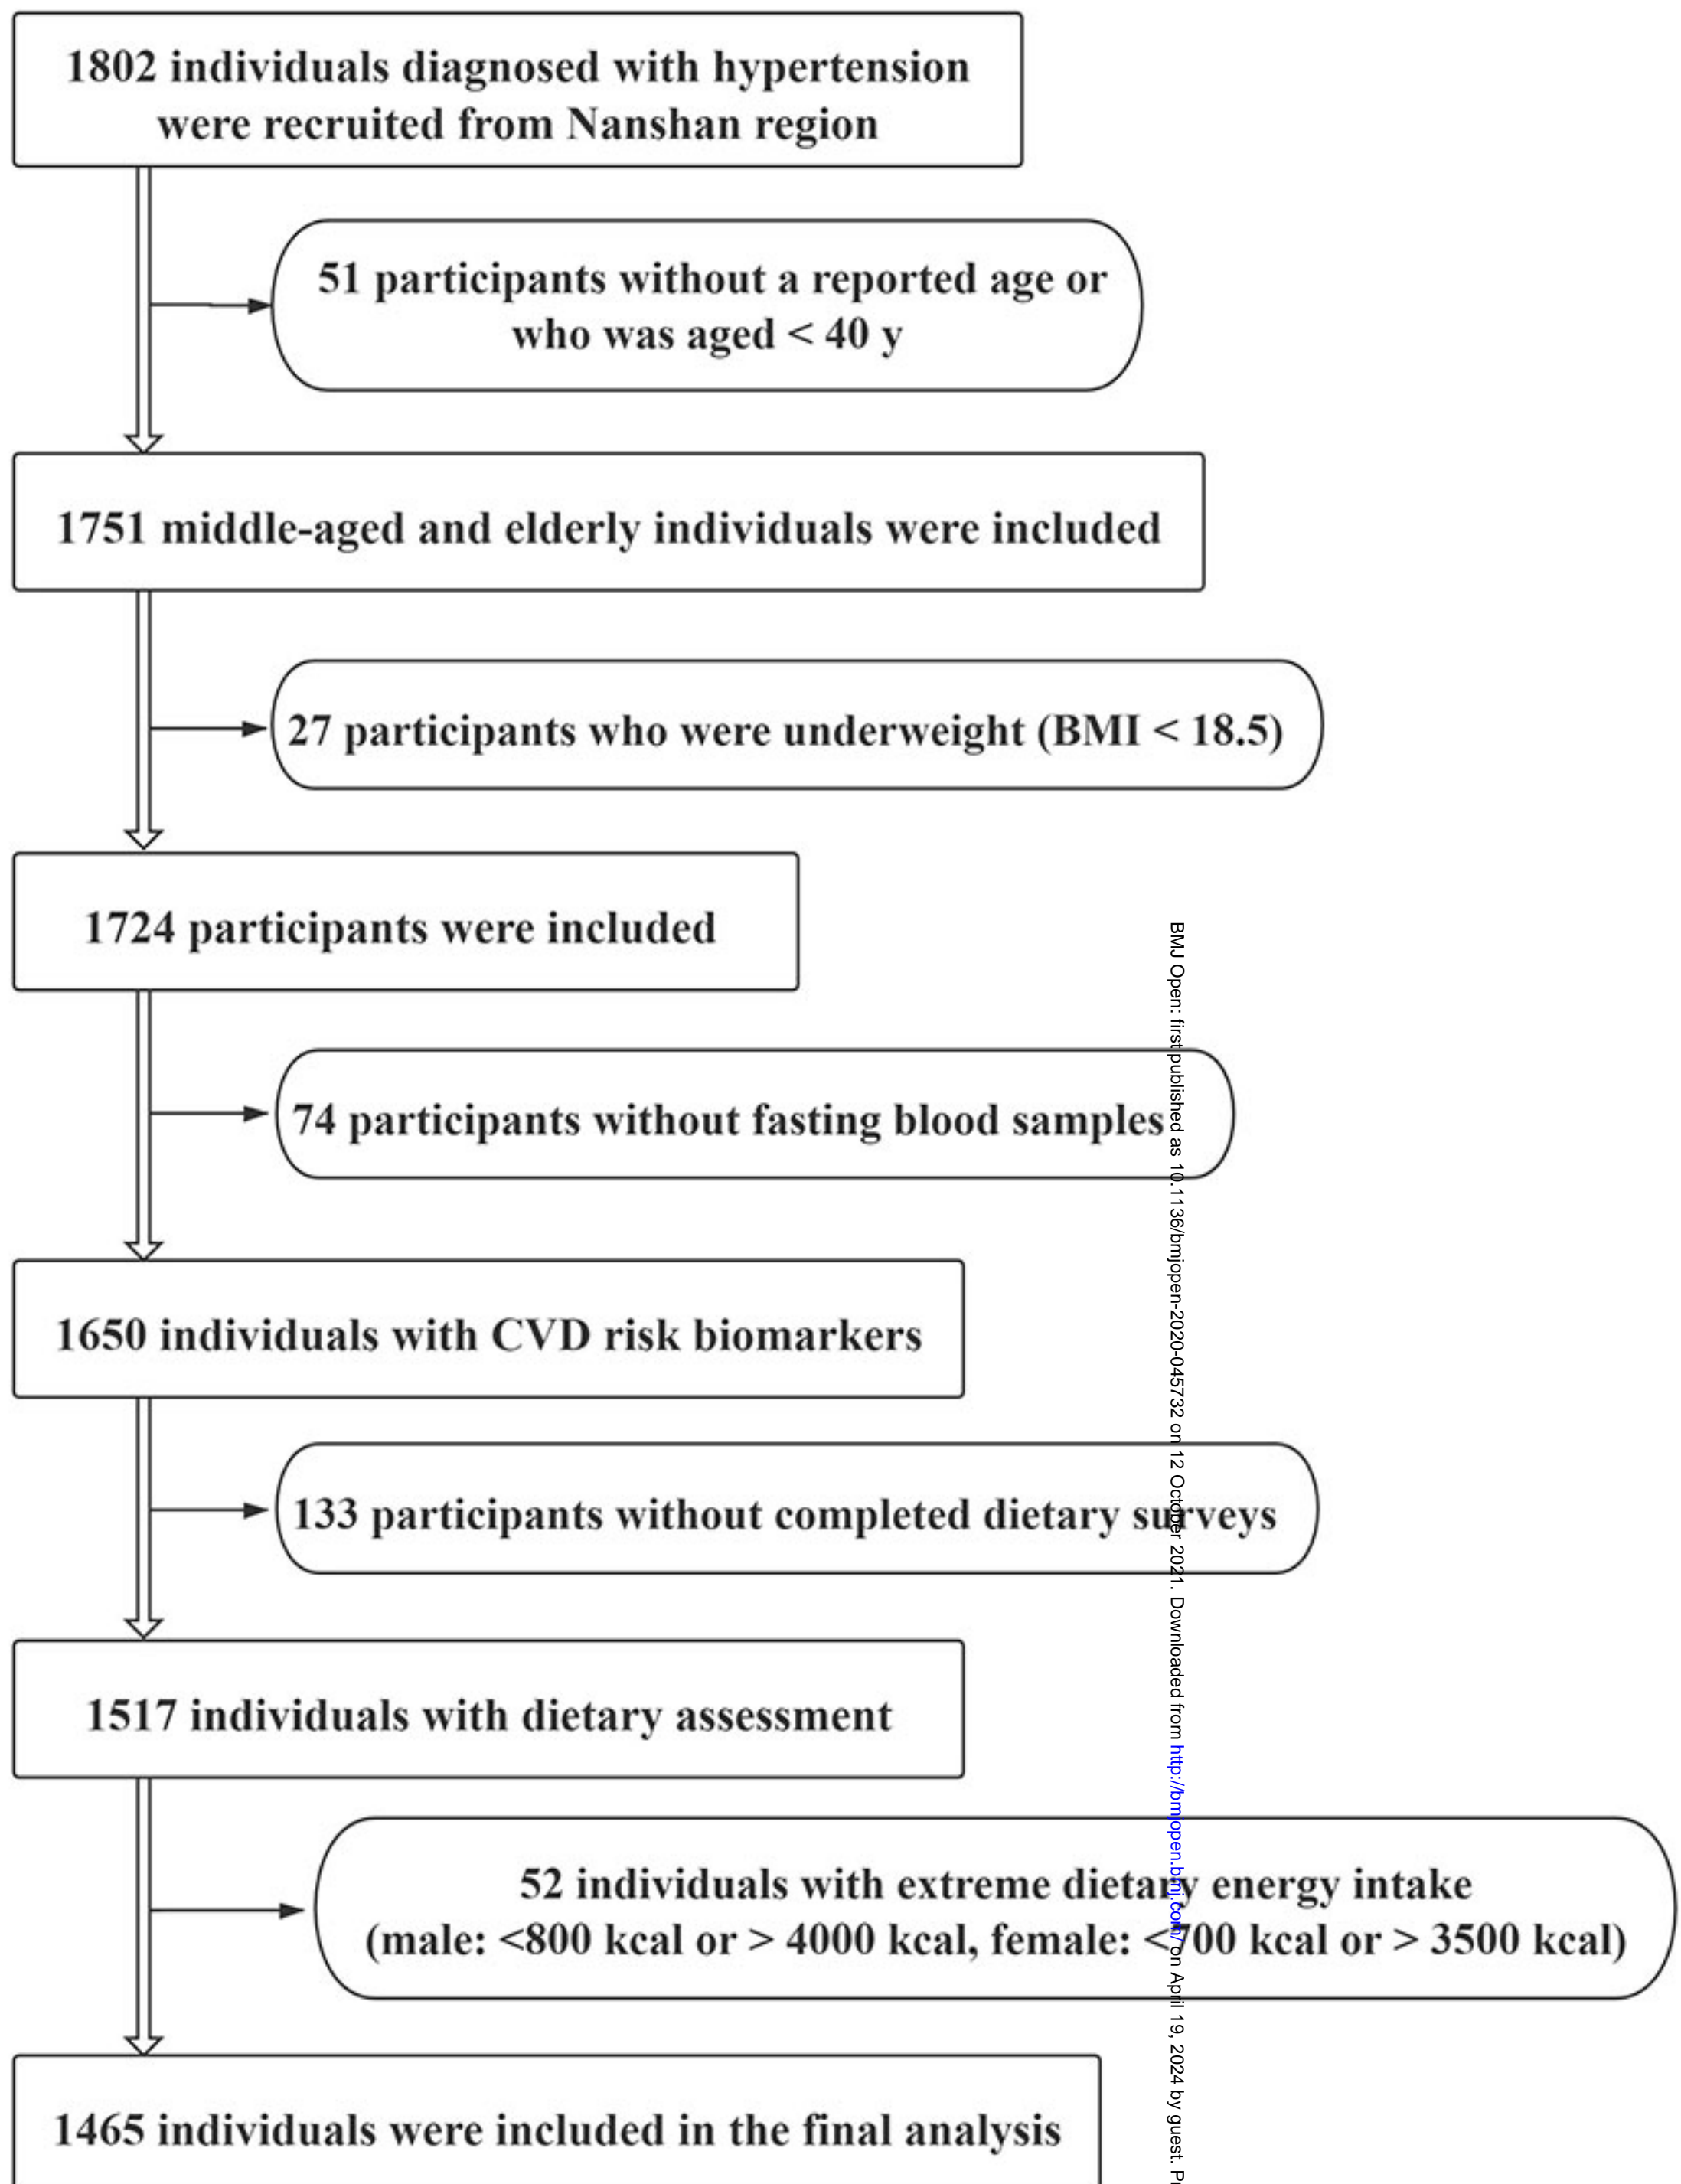 1802 individuals diagnosed with hypertension
were recruited from Nanshan region
51 participants without a reported age or
who was aged < 40 y
1751 middle-aged and elderly individuals were included
27 participants who were underweight (BMI < 18.5)
1724 participants were included
74 participants without fasting blood samples
1650 individuals with CVD risk biomarkers
133 participants without completed dietary surveys
1517 individuals with dietary assessment
52 individuals with extreme dietary energy intake
(male: <800 kcal or > 4000 kcal, female: <700 kcal or > 3500 kcal)
1465 individuals were included in the final analysis
BMJ Open: first published as 10.1136/bmjopen-2020-045732 on 12 October 2021. Downloaded from http://bmjopen.bmj.com/ on April 19, 2024 by guest.